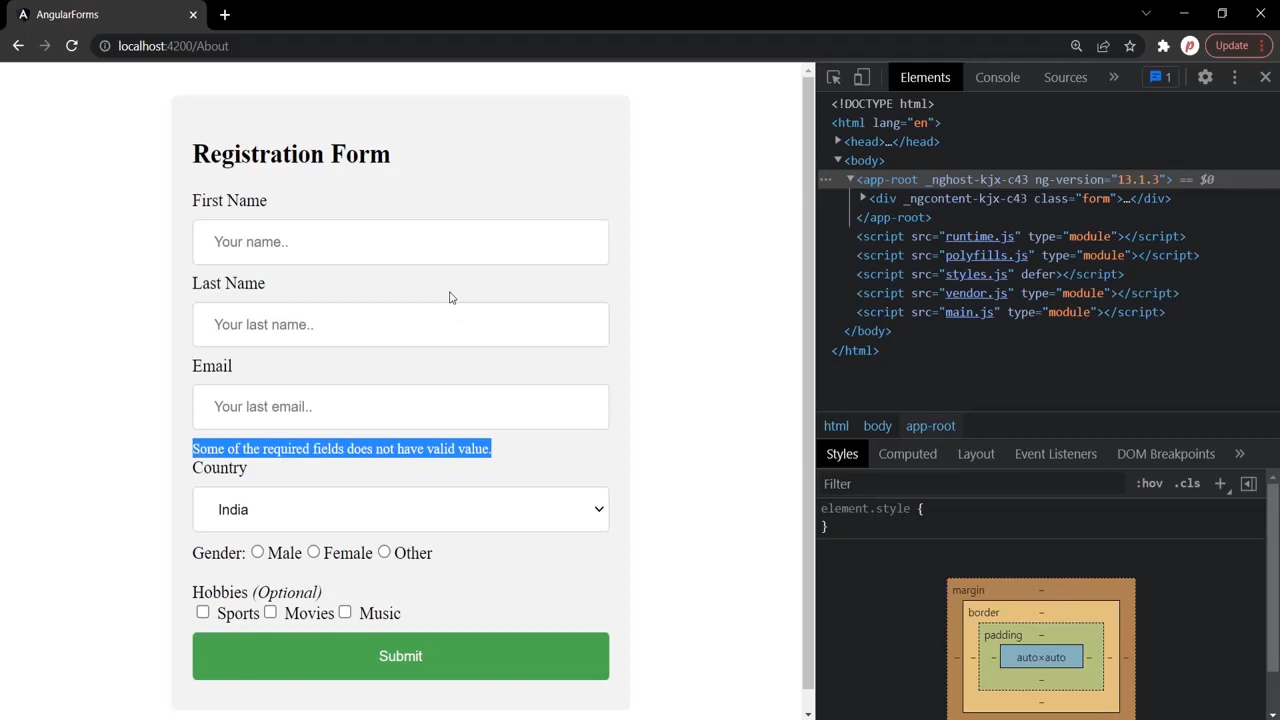 AngularForms
localhost:4200/About
Update
Registration Form
First Name
Your name..
Last Name
Your last name..
Email
Your last email..
Some of the required fields does not have valid value.
Country
India
Gender: Male Female Other
Hobbies (Optional)
Sports Movies Music
Submit
Elements Console Sources » 1
<!DOCTYPE html>
<html lang="en">
<head>…</head>
<body>
<app-root _nghost-kjx-c43 ng-version="13.1.3"> == $0
<div _ngcontent-kjx-c43 class="form">…</div>
</app-root>
<script src="runtime.js" type="module"></script>
<script src="polyfills.js" type="module"></script>
<script src="styles.js" defer></script>
<script src="vendor.js" type="module"></script>
<script src="main.js" type="module"></script>
</body>
</html>
html body app-root
Styles Computed Layout Event Listeners DOM Breakpoints »
Filter :hov .cls
element.style {
}
margin –
border –
padding –
– – – auto×auto – – –
–
–
–